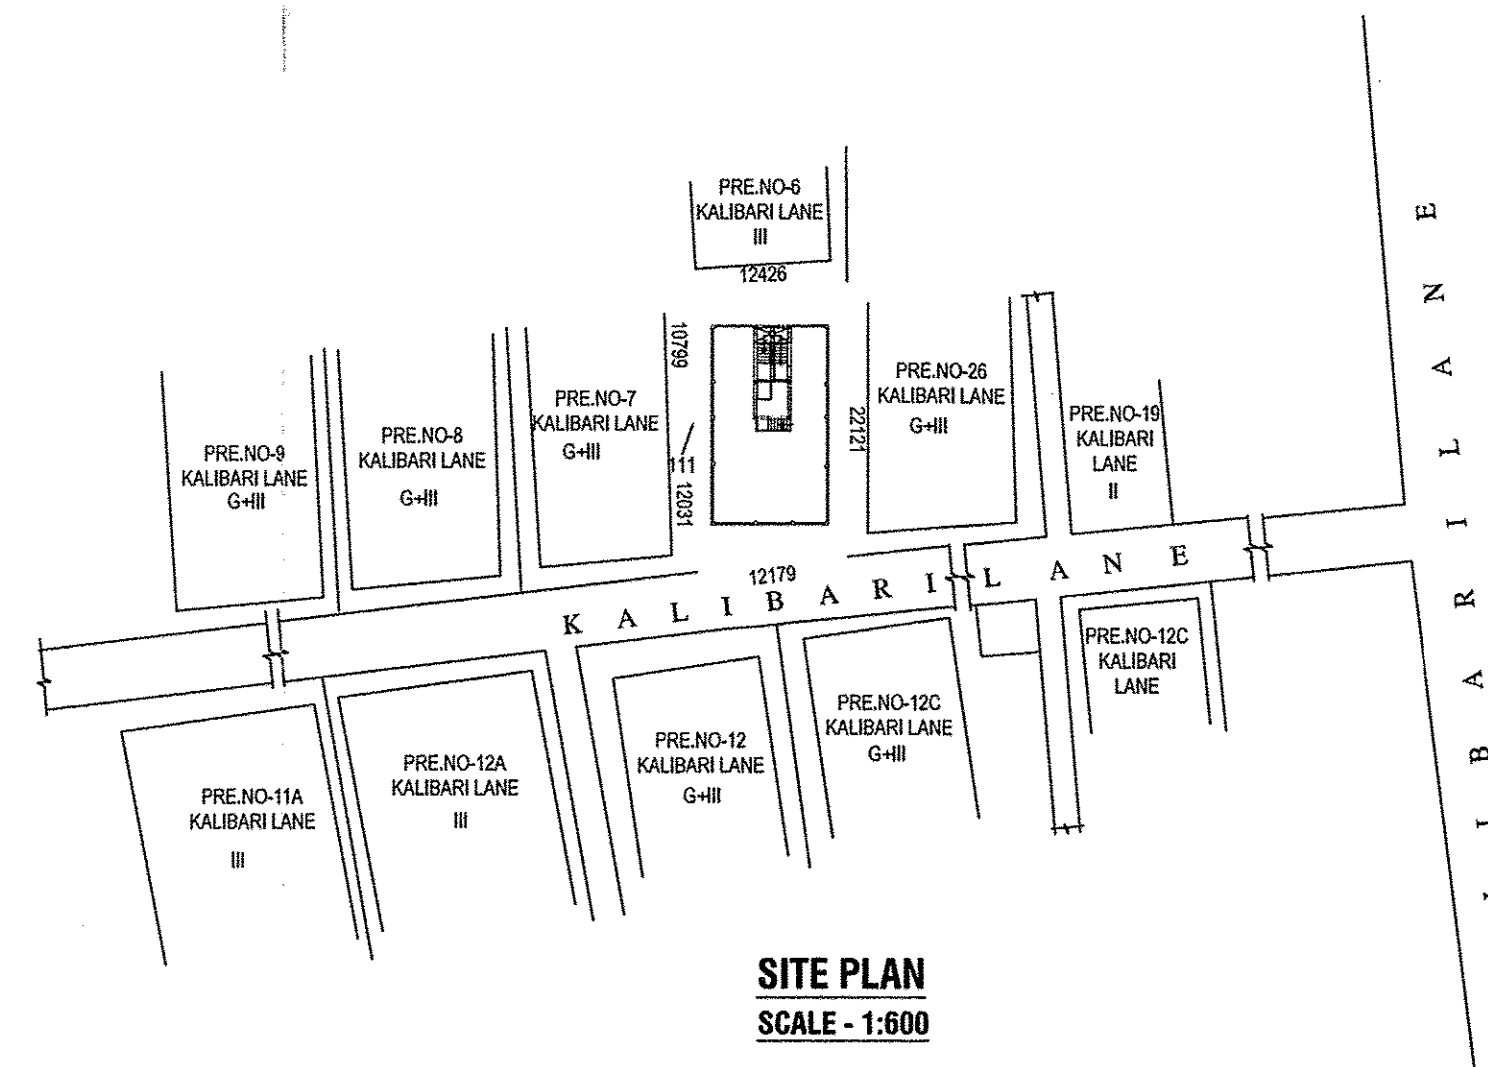 PRE.NO-6
KALIBARI LANE
III
12426
10799
111
12031
22121
12179
PRE.NO-9
KALIBARI LANE
G+III
PRE.NO-8
KALIBARI LANE
G+III
PRE.NO-7
KALIBARI LANE
G+III
PRE.NO-26
KALIBARI LANE
G+III
PRE.NO-19
KALIBARI
LANE
II
KALIBARI LANE
PRE.NO-11A
KALIBARI LANE
III
PRE.NO-12A
KALIBARI LANE
III
PRE.NO-12
KALIBARI LANE
G+III
PRE.NO-12C
KALIBARI LANE
G+III
PRE.NO-12C
KALIBARI
LANE
LIBARI LANE
SITE PLAN
SCALE - 1:600